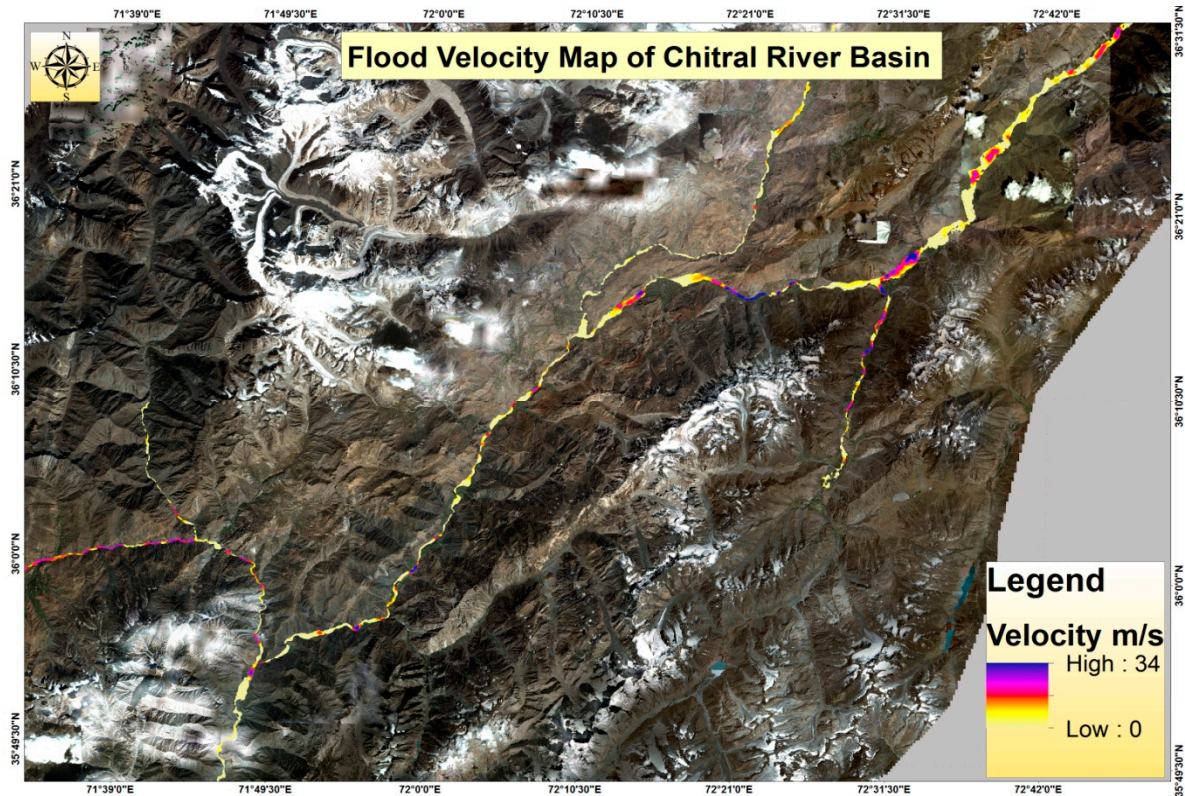 71°39'0"E 71°49'30"E 72°0'0"E 72°10'30"E 72°21'0"E 72°31'30"E 72°42'0"E
N
W E
S
Flood Velocity Map of Chitral River Basin
36°31'30"N
36°21'0"N
36°21'0"N
36°10'30"N
36°10'30"N
36°0'0"N
36°0'0"N
35°49'30"N
35°49'30"N
Legend
Velocity m/s
High : 34
Low : 0
71°39'0"E 71°49'30"E 72°0'0"E 72°10'30"E 72°21'0"E 72°31'30"E 72°42'0"E